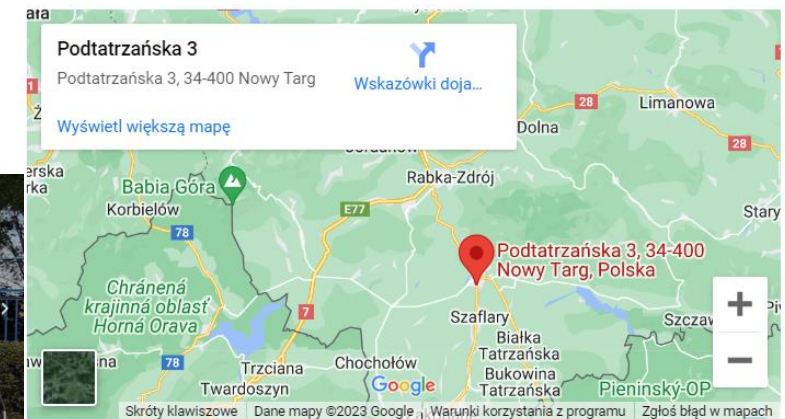 Podtatrzańska 3
Podtatrzańska 3, 34-400 Nowy Targ
Wskazówki doja...
Wyświetl większą mapę
28
Limanowa
Dolna
28
Rabka-Zdrój
Babia Góra
Korbielów
E77
78
Stary
Podtatrzańska 3, 34-400
Nowy Targ, Polska
Chránená
krajinná oblasť
Horná Orava
7
Szaflary
Białka
Tatrzańska
Bukowina
Tatrzańska
78
Trzciana
Chochołów
Twardoszyn
Pieninský-OP
Google
Skróty klawiszowe
Dane mapy ©2023 Google
Warunki korzystania z programu
Zgłoś błąd w mapach